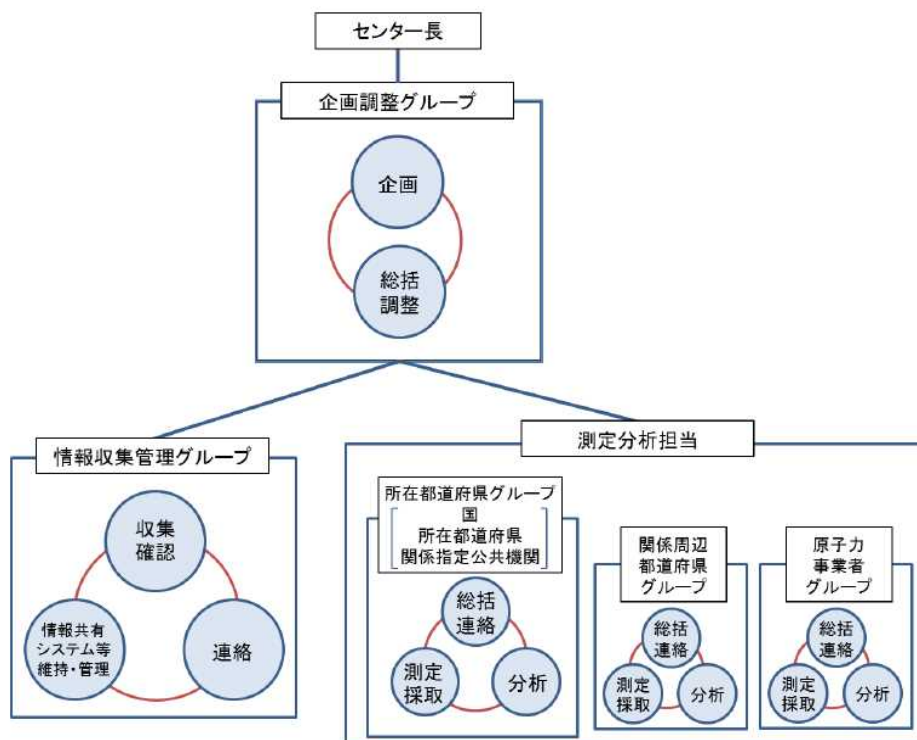 センター長
企画調整グループ
企画
総括
調整
情報収集管理グループ
収集
確認
情報共有
システム等
維持・管理
連絡
測定分析担当
所在都道府県グループ
国
所在都道府県
関係指定公共機関
総括
連絡
測定
採取
分析
関係周辺
都道府県
グループ
総括
連絡
測定
採取
分析
原子力
事業者
グループ
総括
連絡
測定
採取
分析